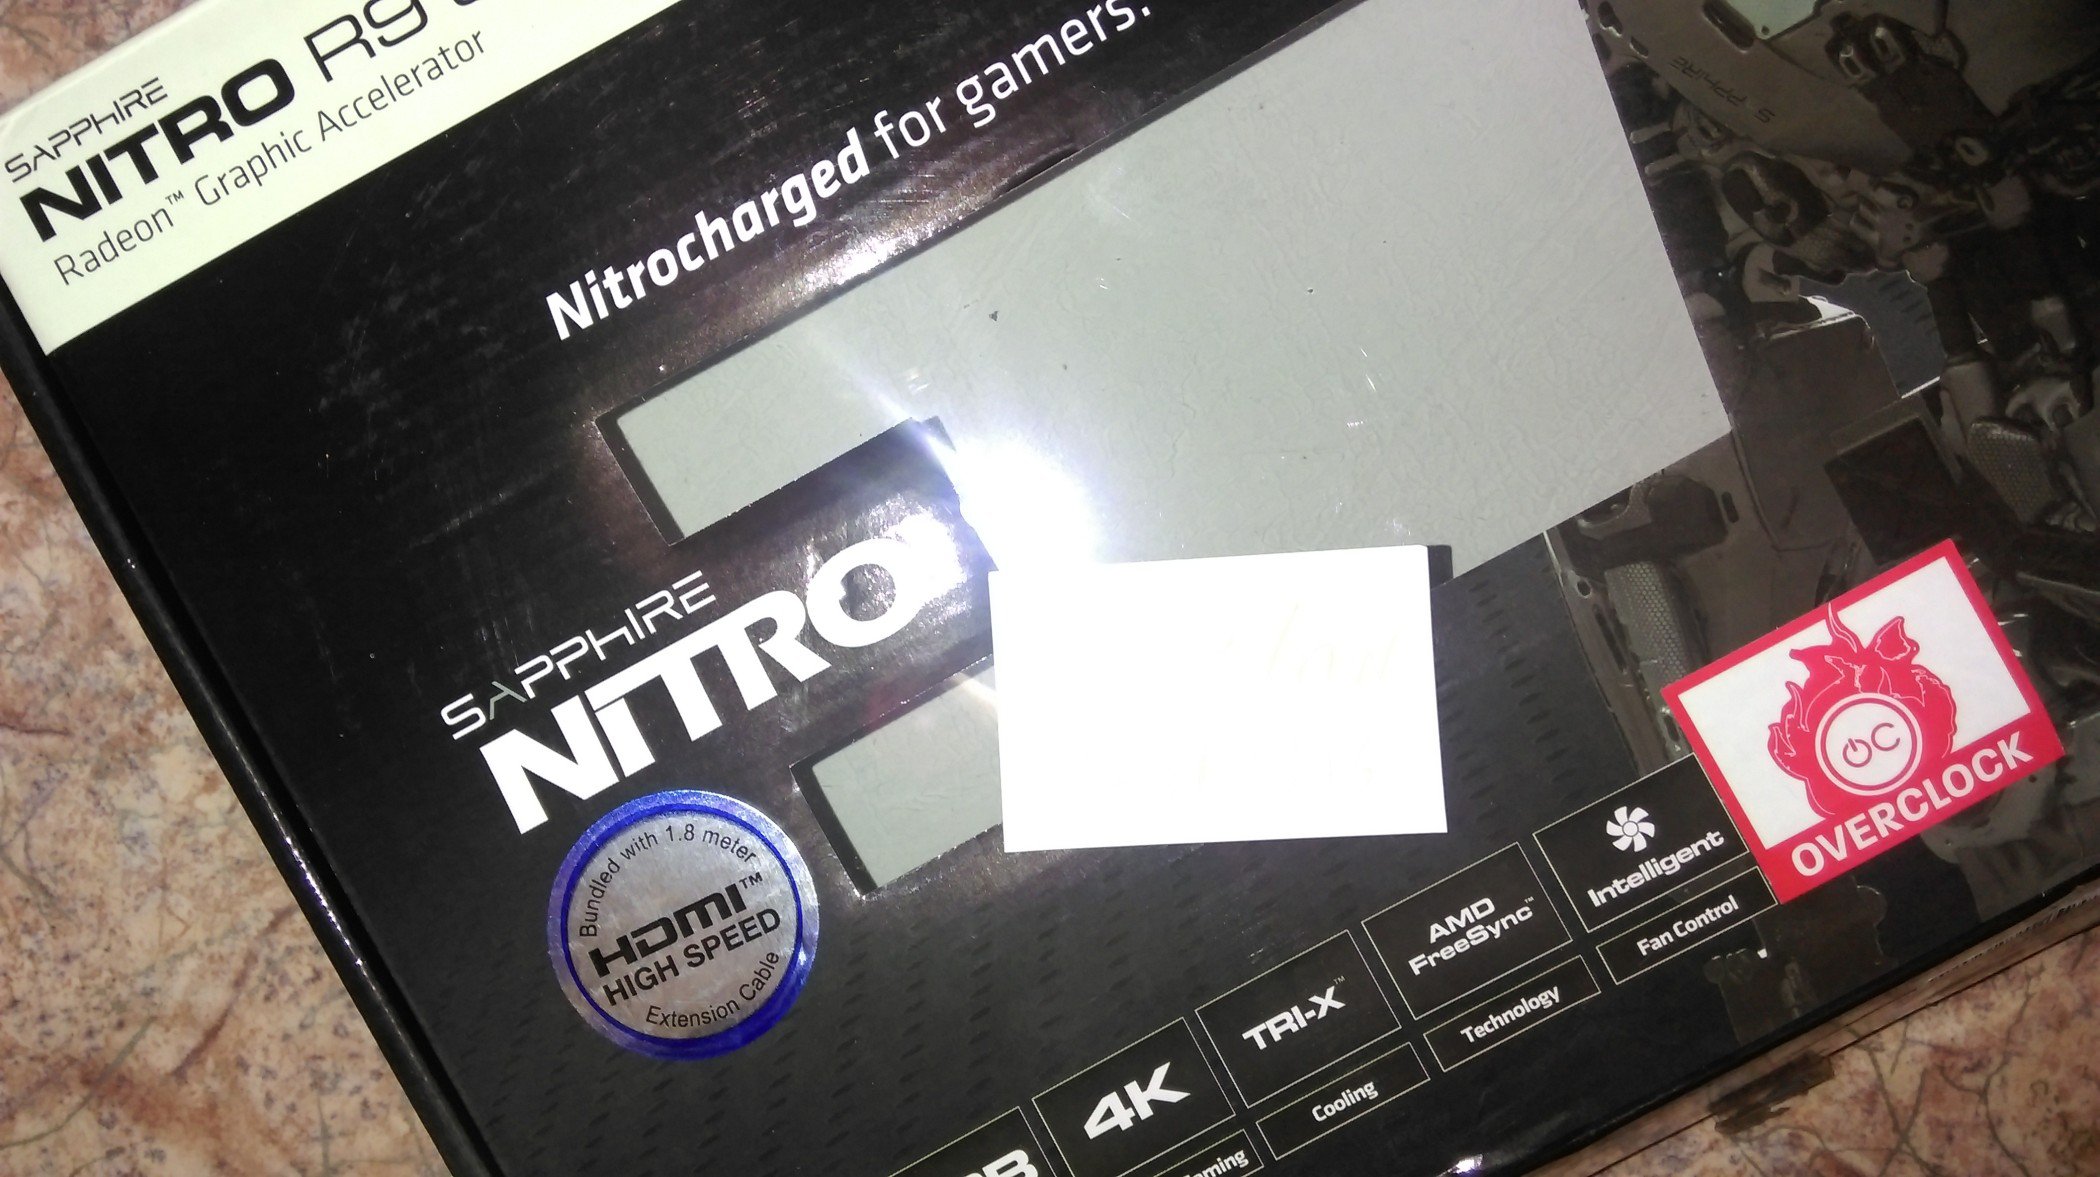 SAPPHIRE
NITRO R9
Radeon™ Graphic Accelerator
Nitrocharged for gamers.
SAPPHIRE
SAPPHIRE
NITRO
Bundled with 1.8 meter
HDMI™
HIGH SPEED
Extension Cable
4K
TRI-X™
Cooling
AMD
FreeSync™
Technology
Intelligent
Fan Control
OC
OVERCLOCK